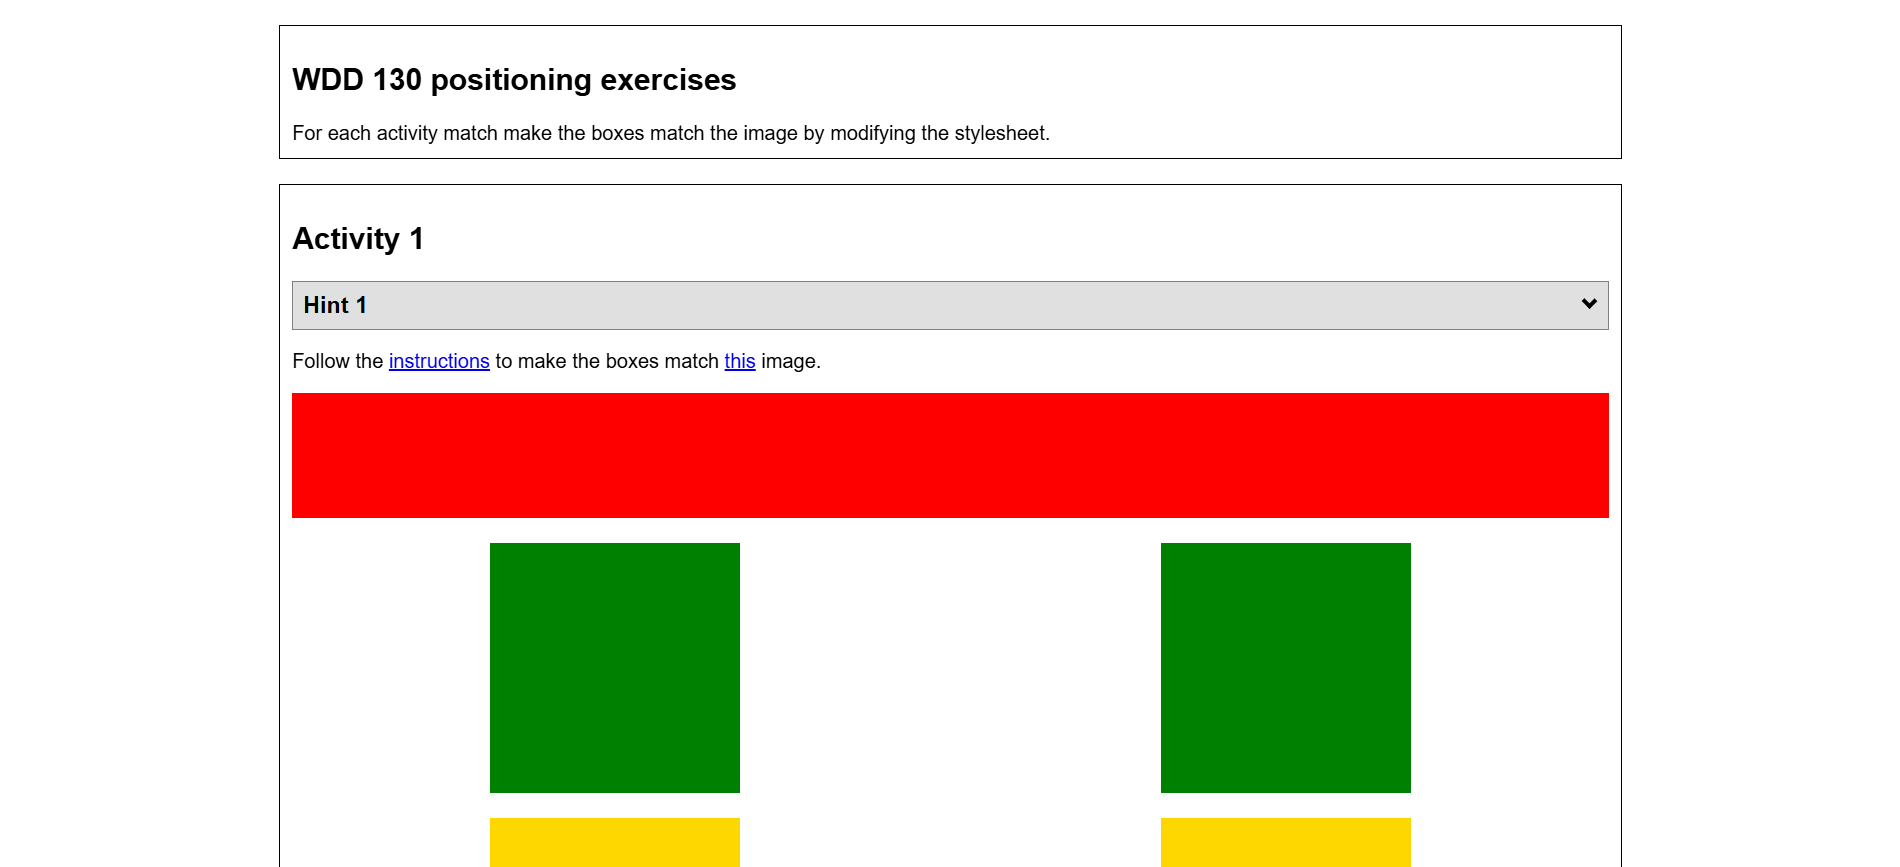 WDD 130 positioning exercises
For each activity match make the boxes match the image by modifying the stylesheet.
Activity 1
Hint 1
Follow the instructions to make the boxes match this image.